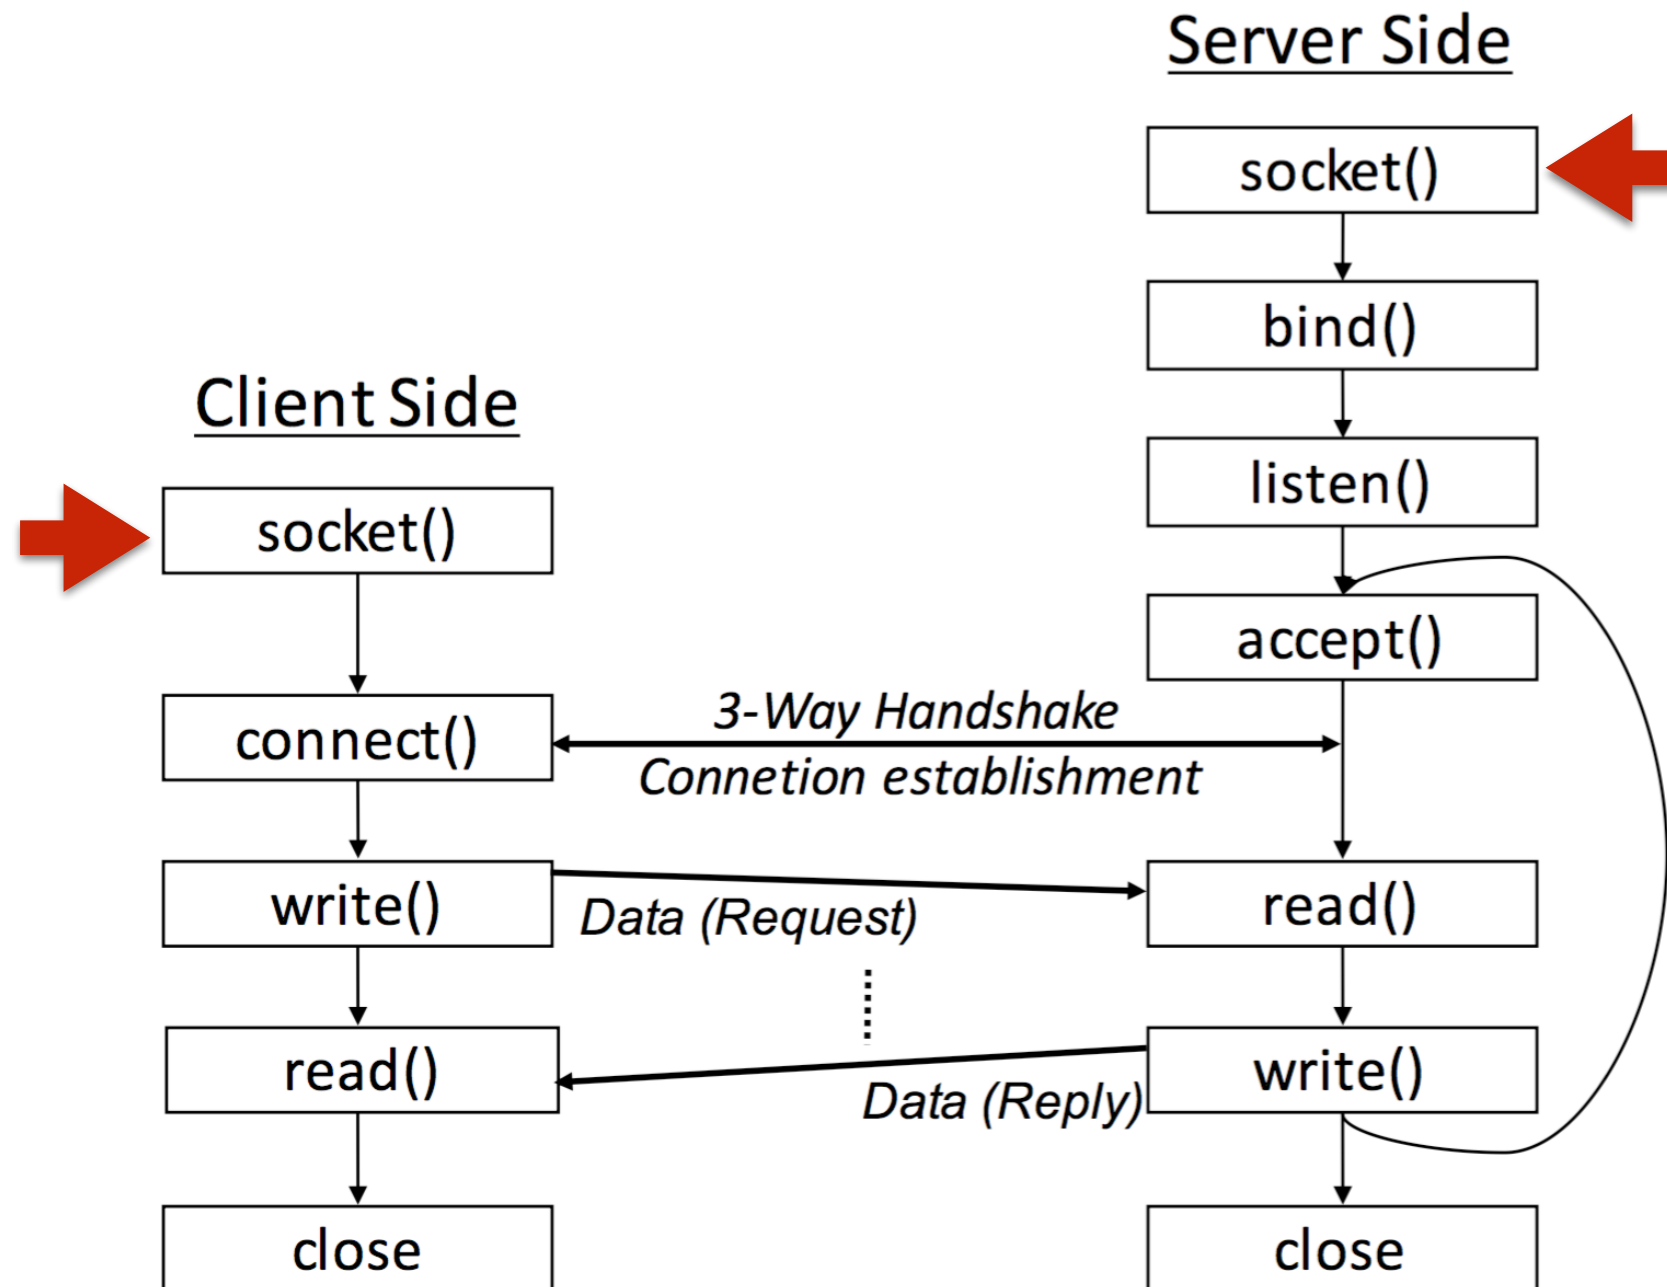 Server Side
socket()
bind()
listen()
accept()
Client Side
socket()
connect()
3-Way Handshake
Connetion establishment
write()
Data (Request)
read()
read()
Data (Reply)
write()
close
close